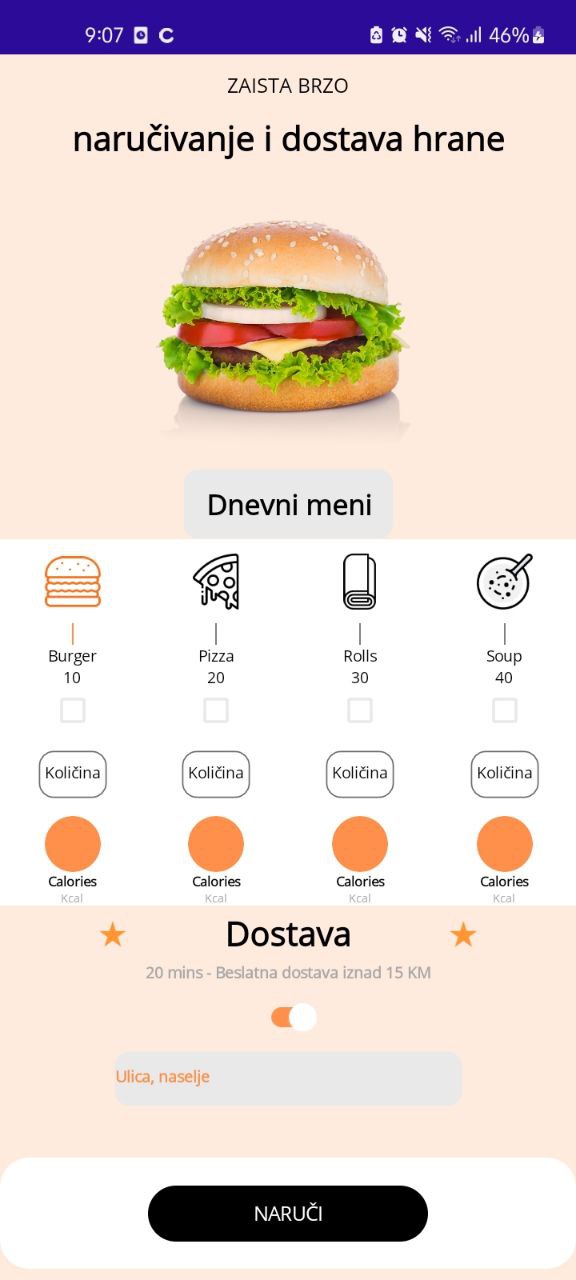 9:07 46%
ZAISTA BRZO
naručivanje i dostava hrane
Dnevni meni
Burger Pizza Rolls Soup
10 20 30 40
Količina Količina Količina Količina
Calories Calories Calories Calories
Kcal Kcal Kcal Kcal
Dostava
20 mins - Beslatna dostava iznad 15 KM
Ulica, naselje
NARUČI